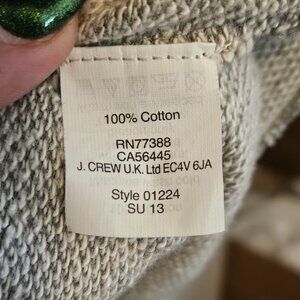 100% Cotton
RN77388
CA56445
J. CREW U.K. Ltd EC4V 6JA
Style 01224
SU 13